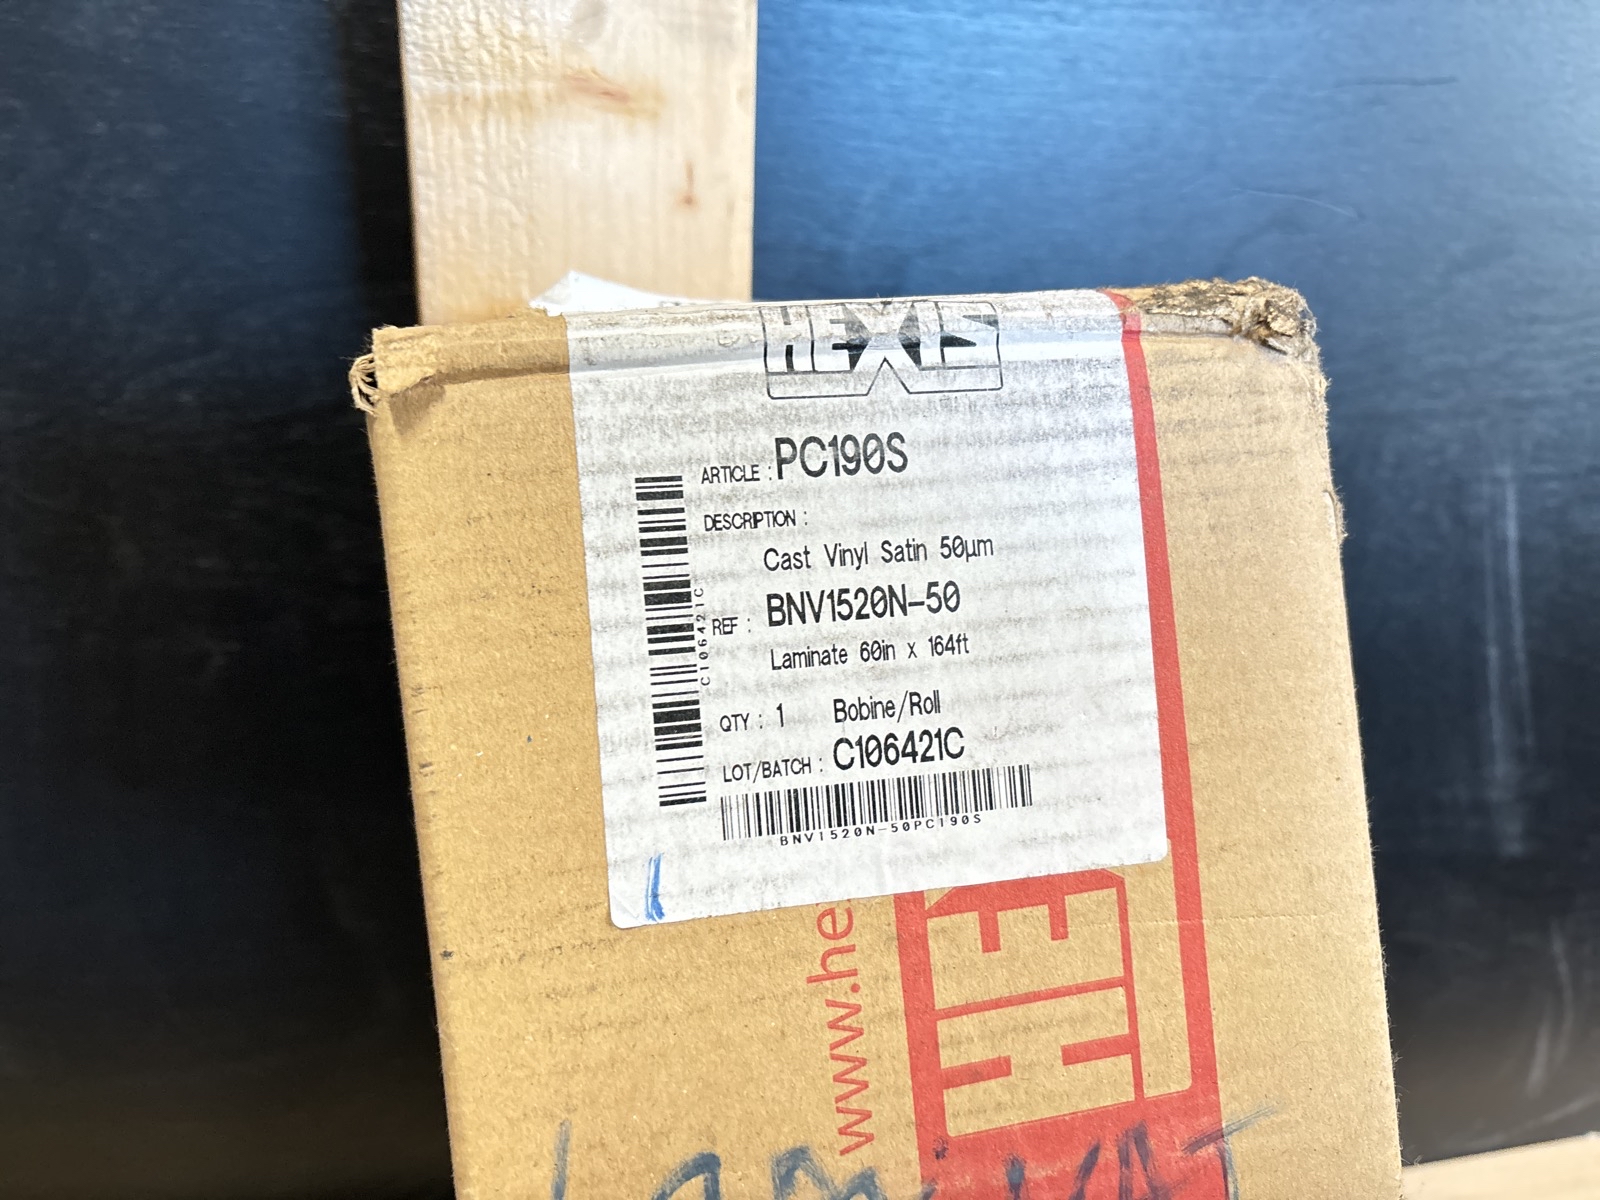 HEXIS
ARTICLE : PC190S
DESCRIPTION :
Cast Vinyl Satin 50µm
REF : BNV1520N-50
Laminate 60in x 164ft
QTY : 1 Bobine/Roll
LOT/BATCH : C106421C
BNV1520N-50PC190S
C106421C
www.he
HE